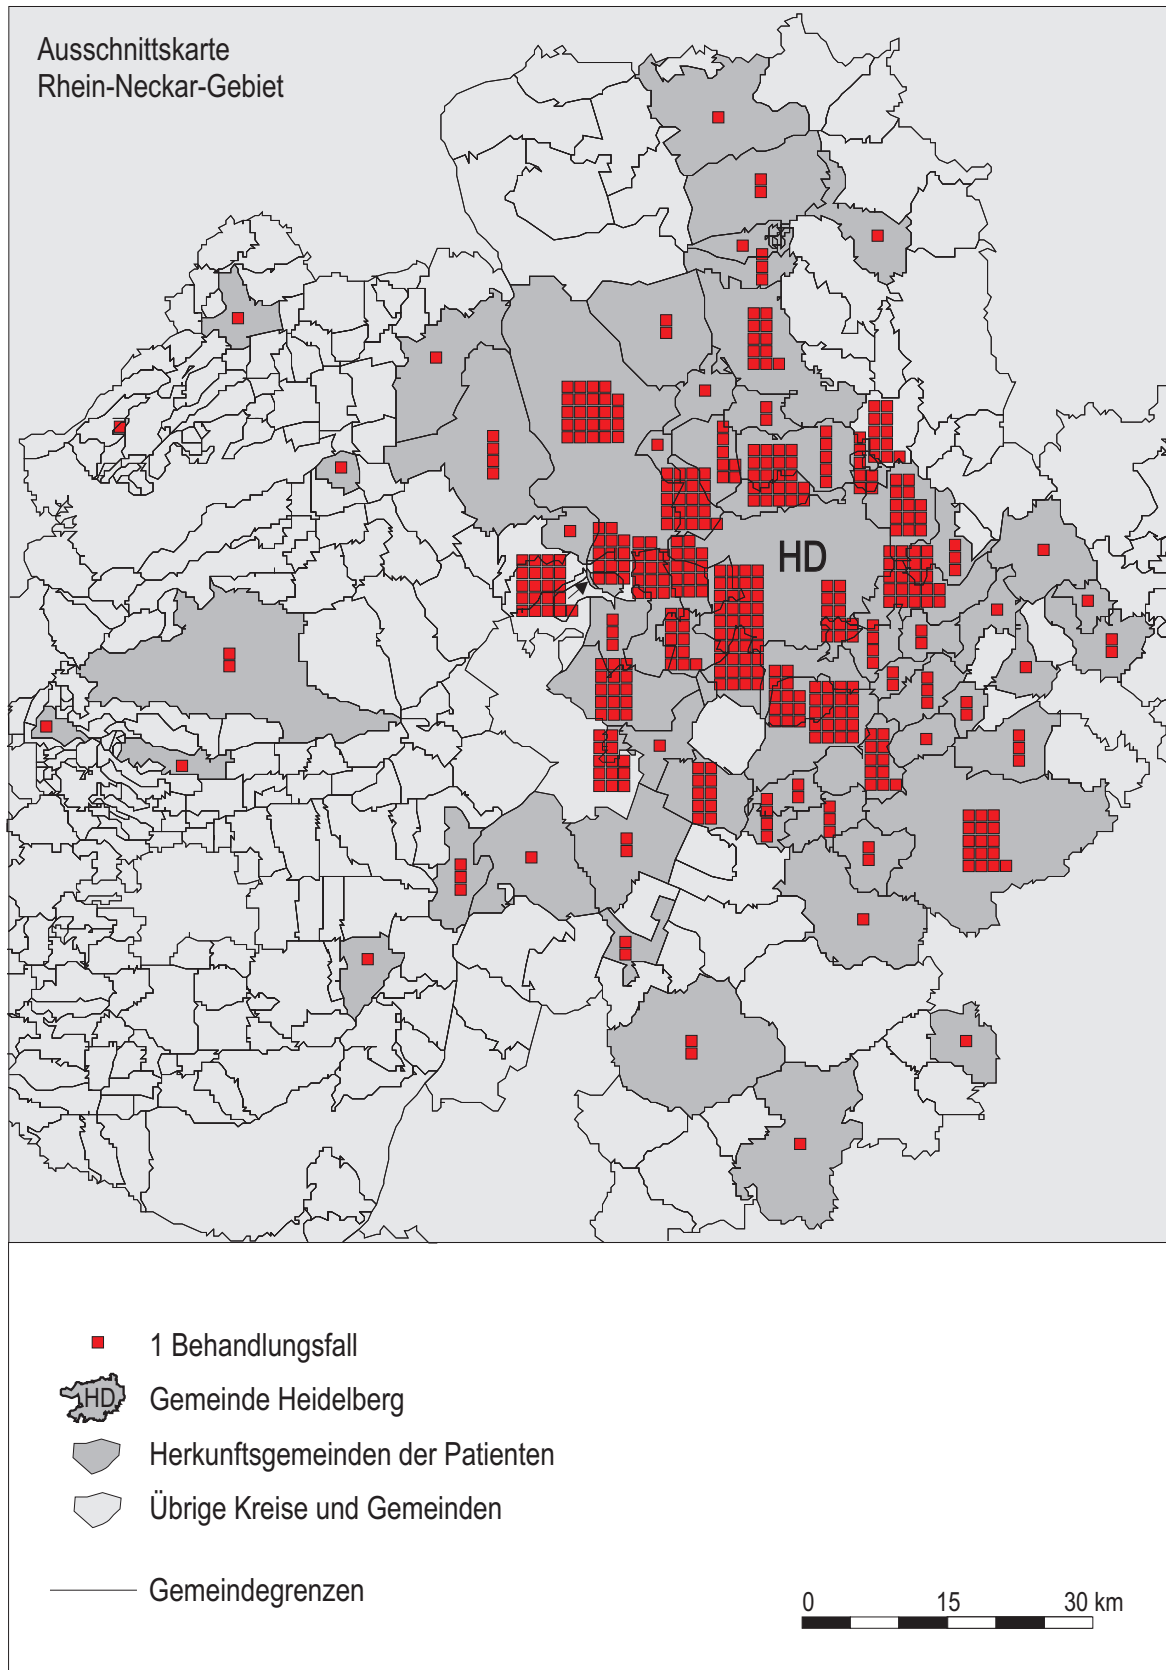 Ausschnittskarte
Rhein-Neckar-Gebiet
HD
1 Behandlungsfall
HD
Gemeinde Heidelberg
Herkunftsgemeinden der Patienten
Übrige Kreise und Gemeinden
Gemeindegrenzen
0 15 30 km